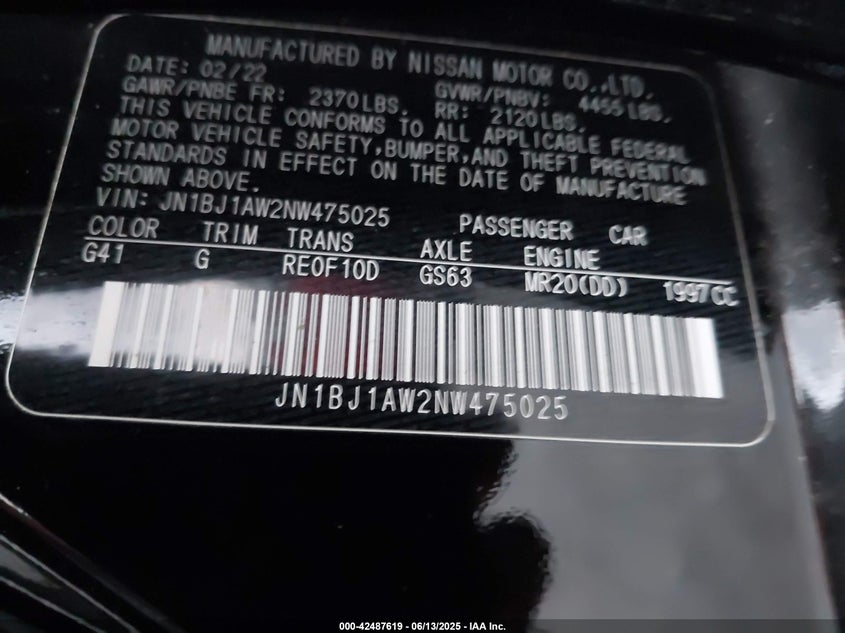 MANUFACTURED BY NISSAN MOTOR CO.,LTD.
DATE: 02/22 GVWR/PNBV: 4455 LBS.
GAWR/PNBE FR: 2370LBS. RR: 2120LBS.
THIS VEHICLE CONFORMS TO ALL APPLICABLE FEDERAL
MOTOR VEHICLE SAFETY,BUMPER,AND THEFT PREVENTION
STANDARDS IN EFFECT ON THE DATE OF MANUFACTURE
SHOWN ABOVE.
VIN: JN1BJ1AW2NW475025 PASSENGER CAR
COLOR TRIM TRANS AXLE ENGINE
G41 G RE0F10D GS63 MR20(DD) 1997CC
JN1BJ1AW2NW475025
000-42487619 - 06/13/2025 - IAA Inc.